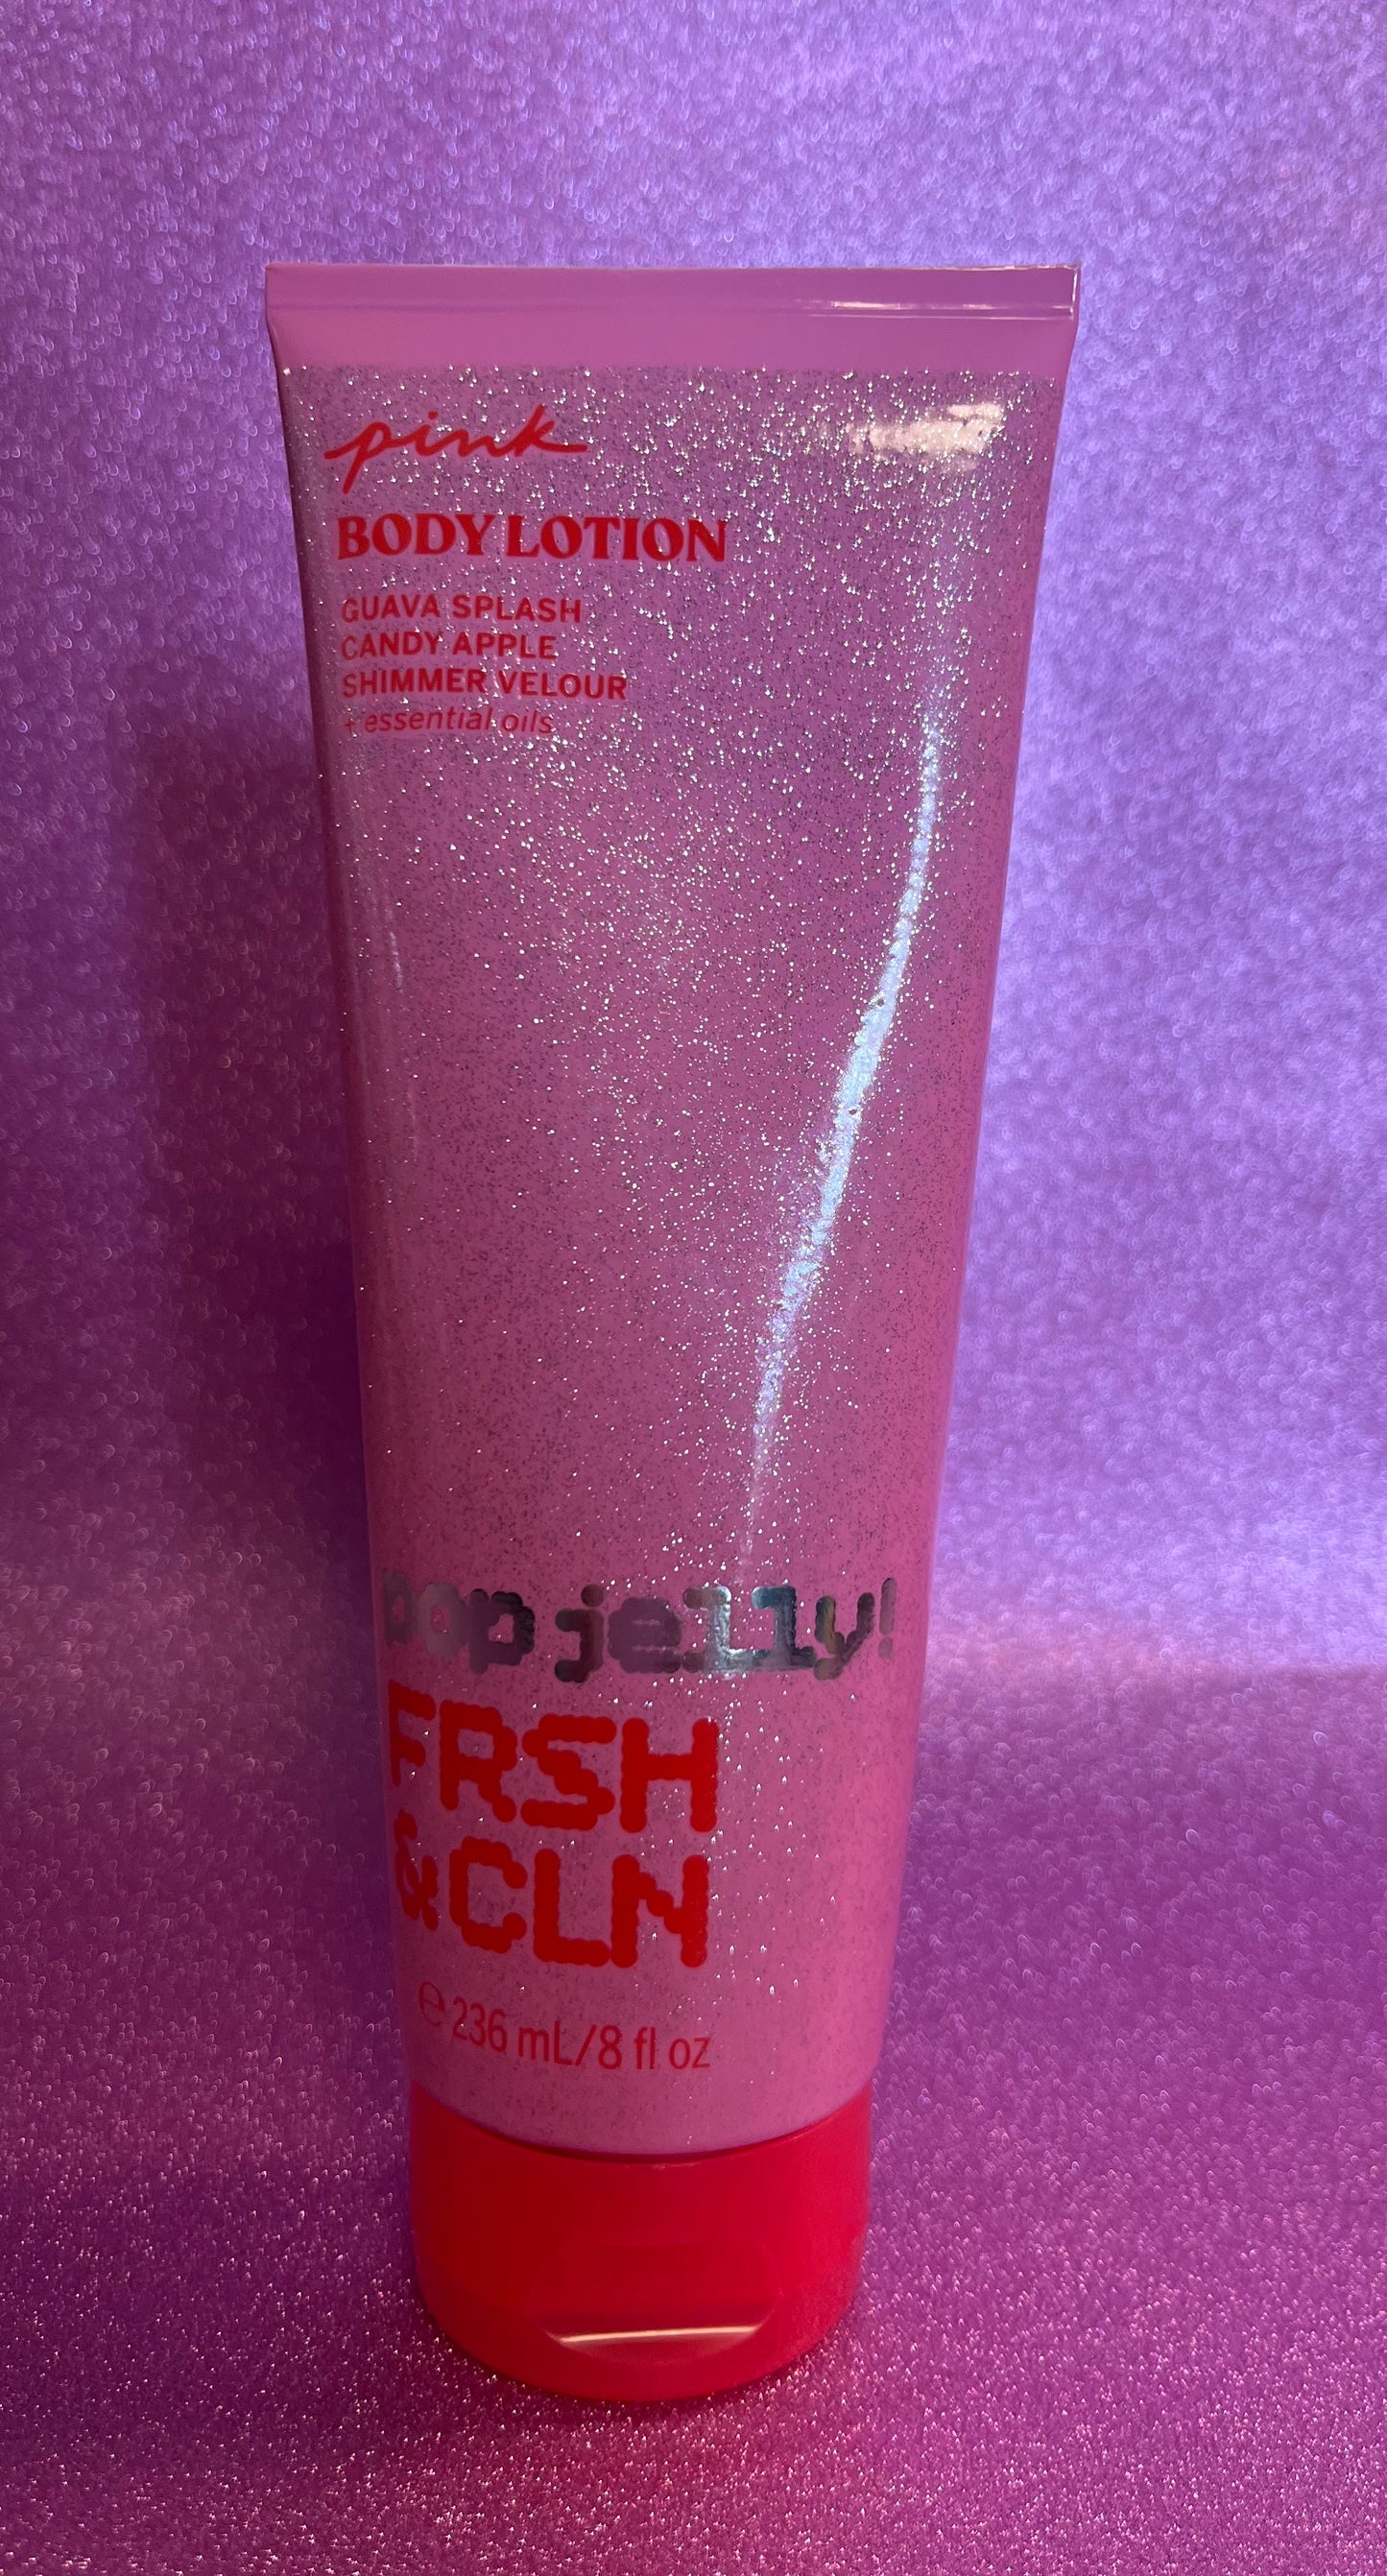 pink
BODY LOTION
GUAVA SPLASH
CANDY APPLE
SHIMMER VELOUR
+ essential oils
pop jelly!
FRSH
&CLN
℮ 236 mL/8 fl oz